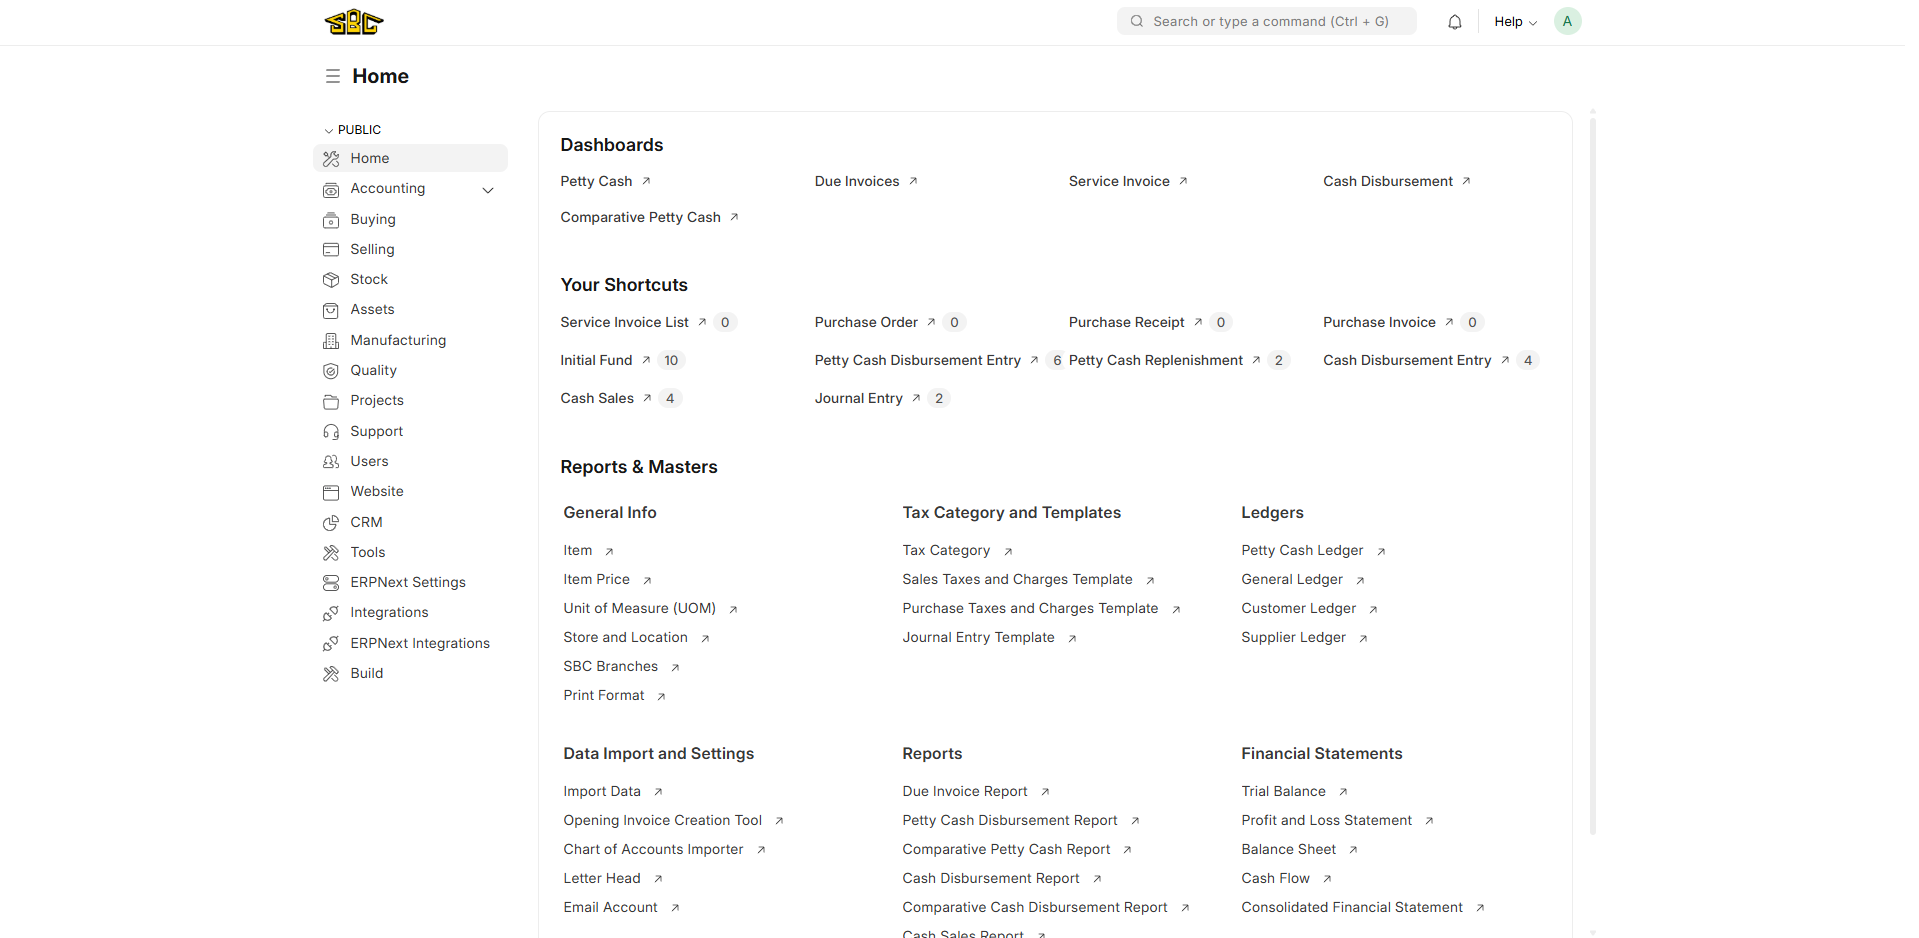 SBC
Search or type a command (Ctrl + G)
Help
A
Home
PUBLIC
Home
Accounting
Buying
Selling
Stock
Assets
Manufacturing
Quality
Projects
Support
Users
Website
CRM
Tools
ERPNext Settings
Integrations
ERPNext Integrations
Build
Dashboards
Petty Cash Due Invoices Service Invoice Cash Disbursement
Comparative Petty Cash
Your Shortcuts
Service Invoice List 0 Purchase Order 0 Purchase Receipt 0 Purchase Invoice 0
Initial Fund 10 Petty Cash Disbursement Entry 6 Petty Cash Replenishment 2 Cash Disbursement Entry 4
Cash Sales 4 Journal Entry 2
Reports & Masters
General Info
Item
Item Price
Unit of Measure (UOM)
Store and Location
SBC Branches
Print Format
Tax Category and Templates
Tax Category
Sales Taxes and Charges Template
Purchase Taxes and Charges Template
Journal Entry Template
Ledgers
Petty Cash Ledger
General Ledger
Customer Ledger
Supplier Ledger
Data Import and Settings
Import Data
Opening Invoice Creation Tool
Chart of Accounts Importer
Letter Head
Email Account
Reports
Due Invoice Report
Petty Cash Disbursement Report
Comparative Petty Cash Report
Cash Disbursement Report
Comparative Cash Disbursement Report
Cash Sales Report
Financial Statements
Trial Balance
Profit and Loss Statement
Balance Sheet
Cash Flow
Consolidated Financial Statement